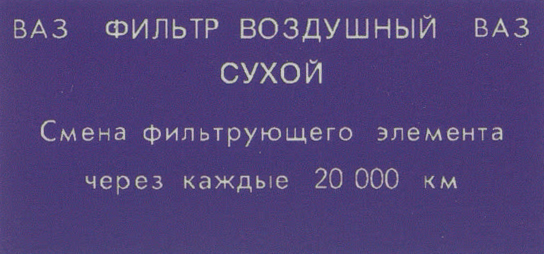 ВАЗ ФИЛЬТР ВОЗДУШНЫЙ ВАЗ
СУХОЙ
Смена фильтрующего элемента
через каждые 20 000 км